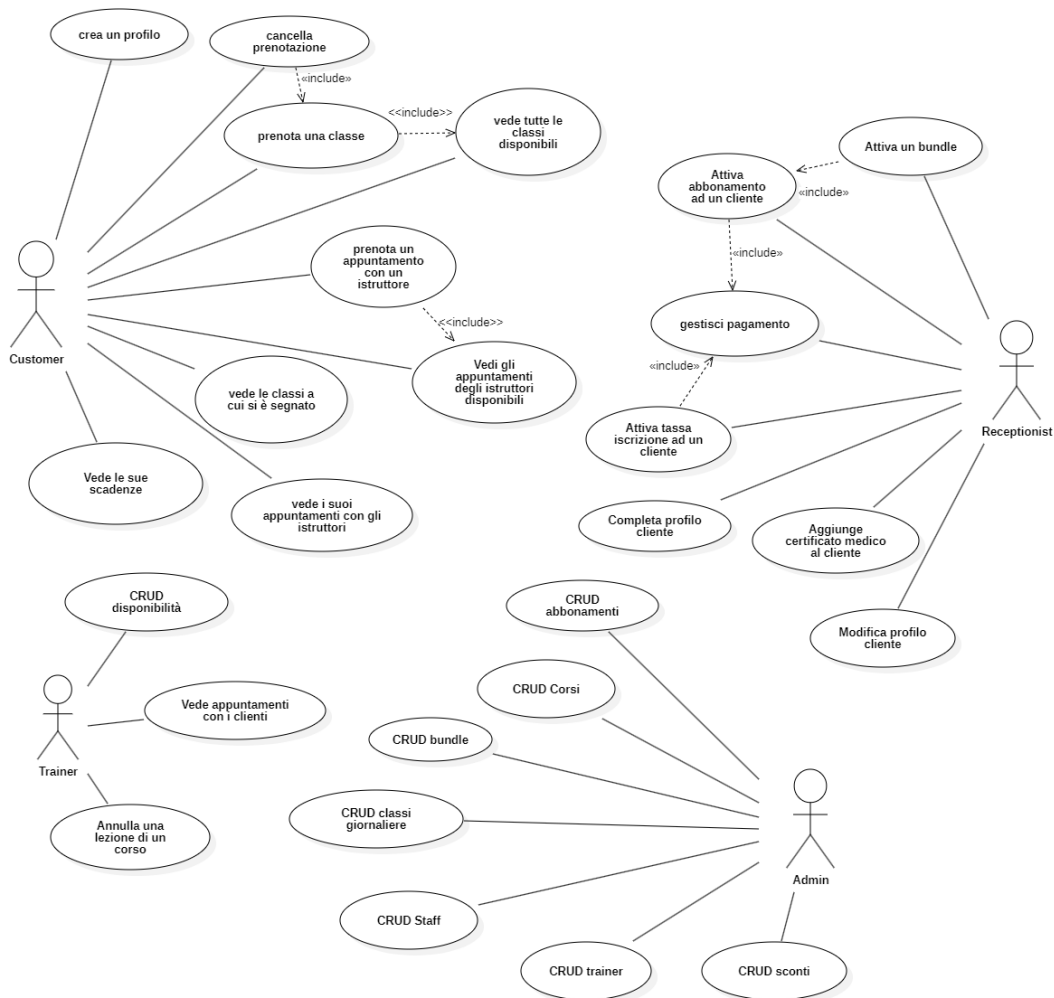 crea un profilo
cancella
prenotazione
«include»
prenota una classe
<<include>>
vede tutte le
classi
disponibili
Attiva un bundle
Attiva
abbonamento
ad un cliente
«include»
prenota un
appuntamento
con un
istruttore
«include»
<<include>>
gestisci pagamento
Customer
Vedi gli
appuntamenti
degli istruttori
disponibili
«include»
vede le classi a
cui si è segnato
Attiva tassa
iscrizione ad un
cliente
Receptionist
Vede le sue
scadenze
vede i suoi
appuntamenti con gli
istruttori
Completa profilo
cliente
Aggiunge
certificato medico
al cliente
CRUD
disponibilità
CRUD
abbonamenti
Modifica profilo
cliente
Vede appuntamenti
con i clienti
CRUD Corsi
CRUD bundle
Trainer
Annulla una
lezione di un
corso
CRUD classi
giornaliere
Admin
CRUD Staff
CRUD trainer
CRUD sconti